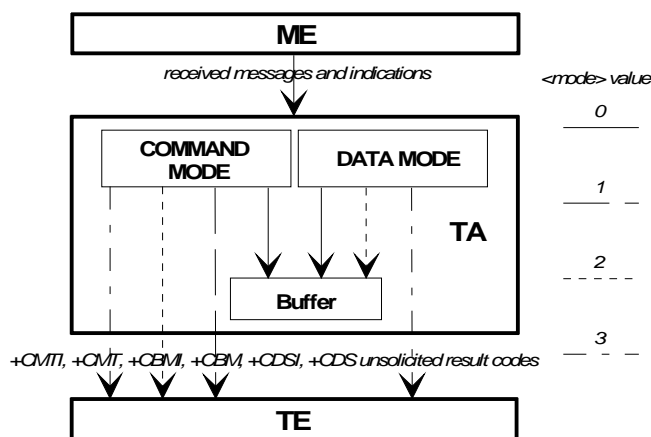 ME
received messages and indications
<mode> value
0
COMMAND
MODE
DATA MODE
1
TA
2
Buffer
3
+CMTI, +CMT, +CBMI, +CBM, +CDSI, +CDS unsolicited result codes
TE